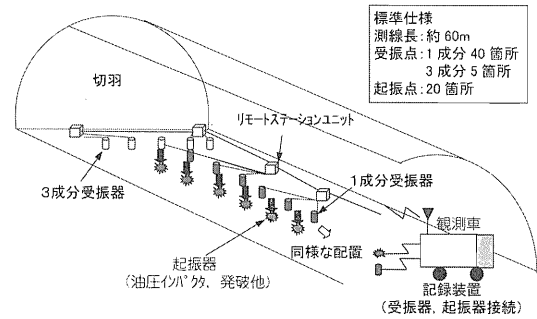 標準仕様
測線長：約60m
受振点：1成分 40箇所
3成分 5箇所
起振点：20箇所
切羽
リモートステーションユニット
3成分受振器
1成分受振器
観測車
同様な配置
起振器
(油圧インパクタ，発破他)
記録装置
(受振器，起振器接続)